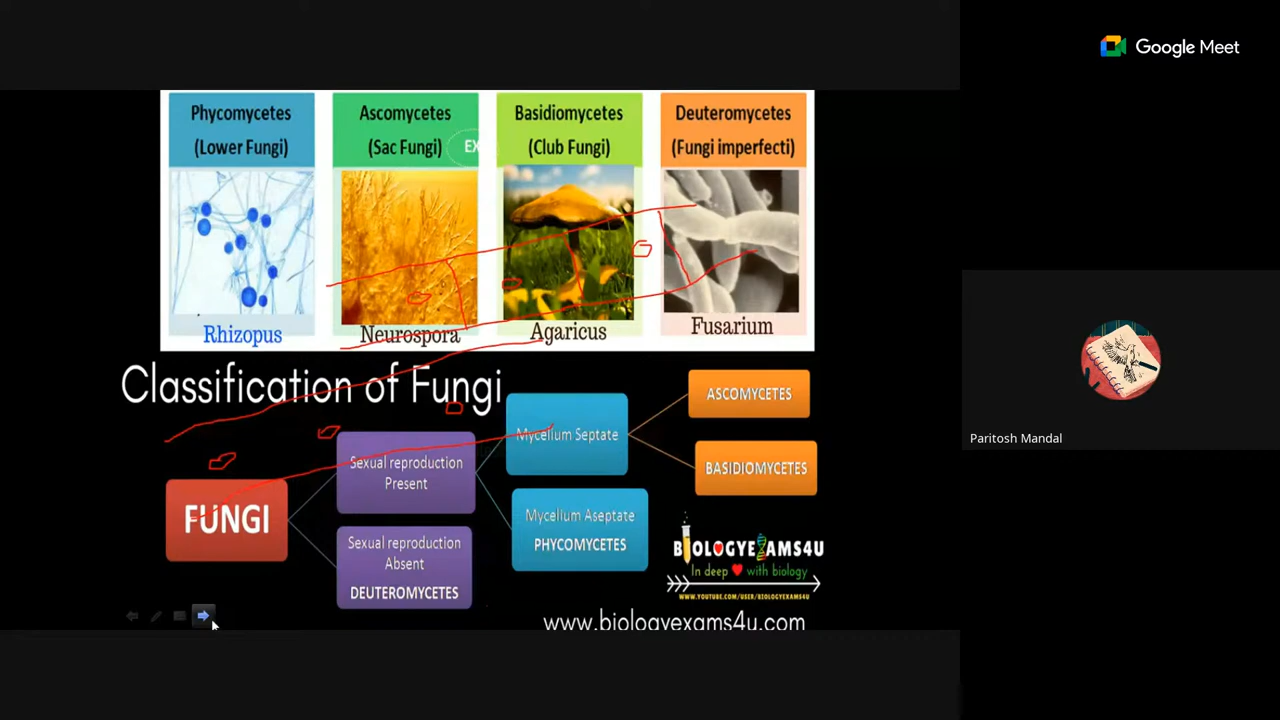 Google Meet
Phycomycetes
(Lower Fungi)
Ascomycetes
(Sac Fungi)
EX
Basidiomycetes
(Club Fungi)
Deuteromycetes
(Fungi imperfecti)
Rhizopus
Neurospora
Agaricus
Fusarium
Classification of Fungi
FUNGI
Sexual reproduction
Present
Sexual reproduction
Absent
DEUTEROMYCETES
Mycelium Septate
Mycelium Aseptate
PHYCOMYCETES
ASCOMYCETES
BASIDIOMYCETES
BIOLOGYEXAMS4U
In deep with biology
WWW.YOUTUBE.COM/USER/BIOLOGYEXAMS4U
www.biologyexams4u.com
Paritosh Mandal